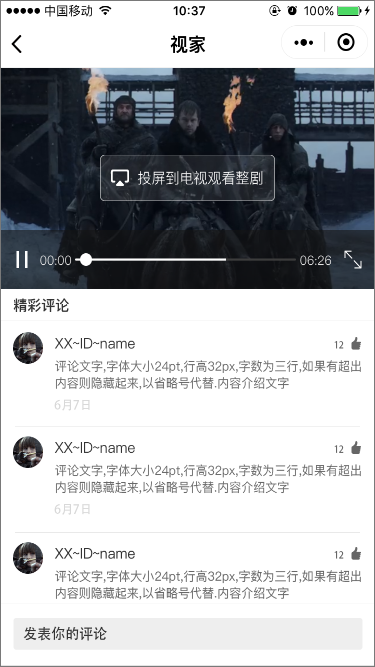 中国移动 10:37 100%
视家
投屏到电视观看整剧
00:00 06:26
精彩评论
XX~ID~name 12
评论文字,字体大小24pt,行高32px,字数为三行,如果有超出
内容则隐藏起来,以省略号代替.内容介绍文字
6月7日
XX~ID~name 12
评论文字,字体大小24pt,行高32px,字数为三行,如果有超出
内容则隐藏起来,以省略号代替.内容介绍文字
6月7日
XX~ID~name 12
评论文字,字体大小24pt,行高32px,字数为三行,如果有超出
内容则隐藏起来,以省略号代替.内容介绍文字
发表你的评论